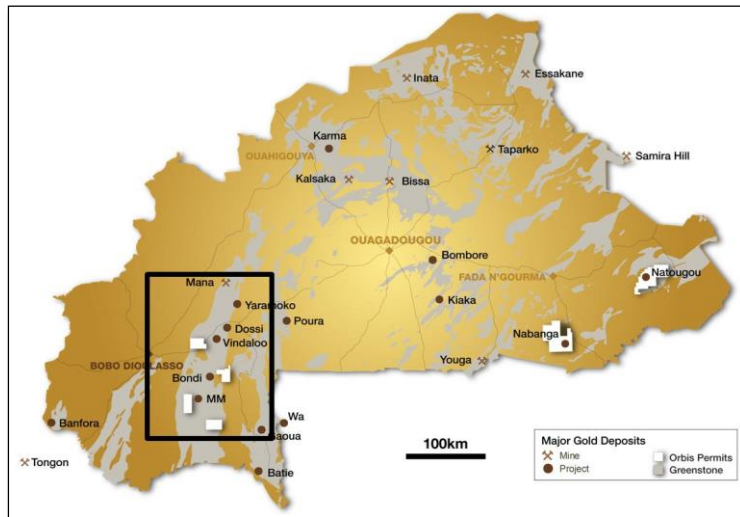 Inata
Essakane
Karma
OUAHIGOUYA
Taparko
Samira Hill
Kalsaka
Bissa
OUAGADOUGOU
Bombore
FADA N'GOURMA
Natougou
Mana
Yaramoko
Kiaka
Poura
Dossi
Vindaloo
Nabanga
BOBO DIOULASSO
Youga
Bondi
MM
Banfora
Wa
Gaoua
100km
Tongon
Batie
Major Gold Deposits
Mine
Project
Orbis Permits
Greenstone